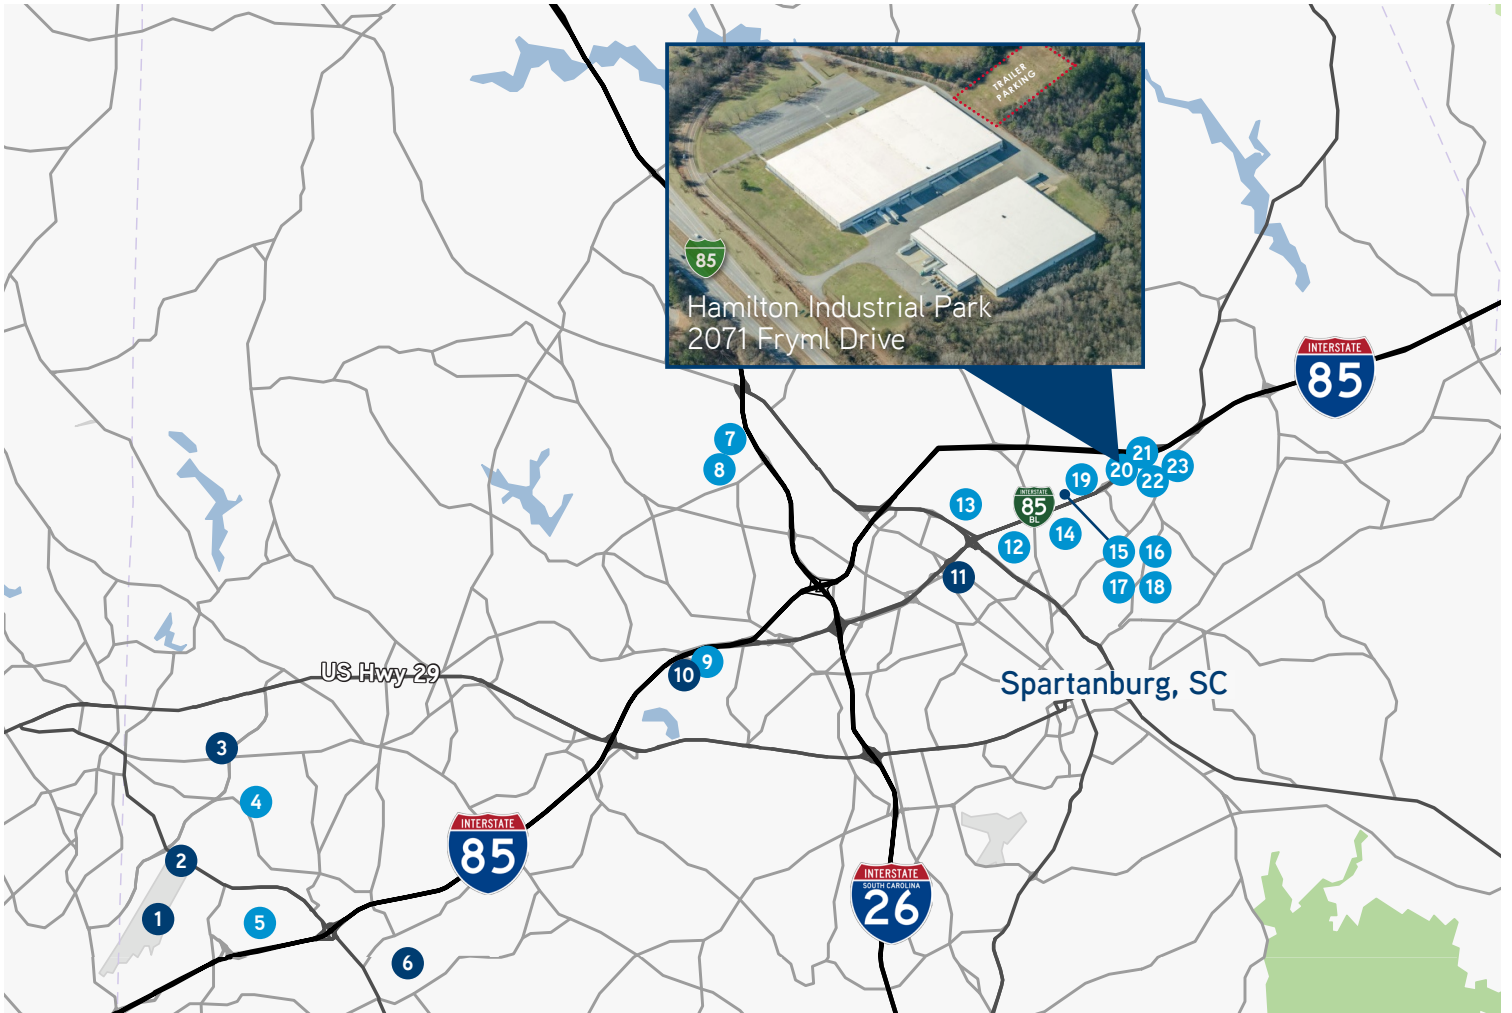 TRAILER
PARKING
85
Hamilton Industrial Park
2071 Fryml Drive
INTERSTATE
85
7
8
21
20
23
22
19
INTERSTATE
85
BL
13
14
12
15
16
11
17
18
9
10
US Hwy 29
Spartanburg, SC
3
4
INTERSTATE
85
2
INTERSTATE
SOUTH CAROLINA
26
1
5
6